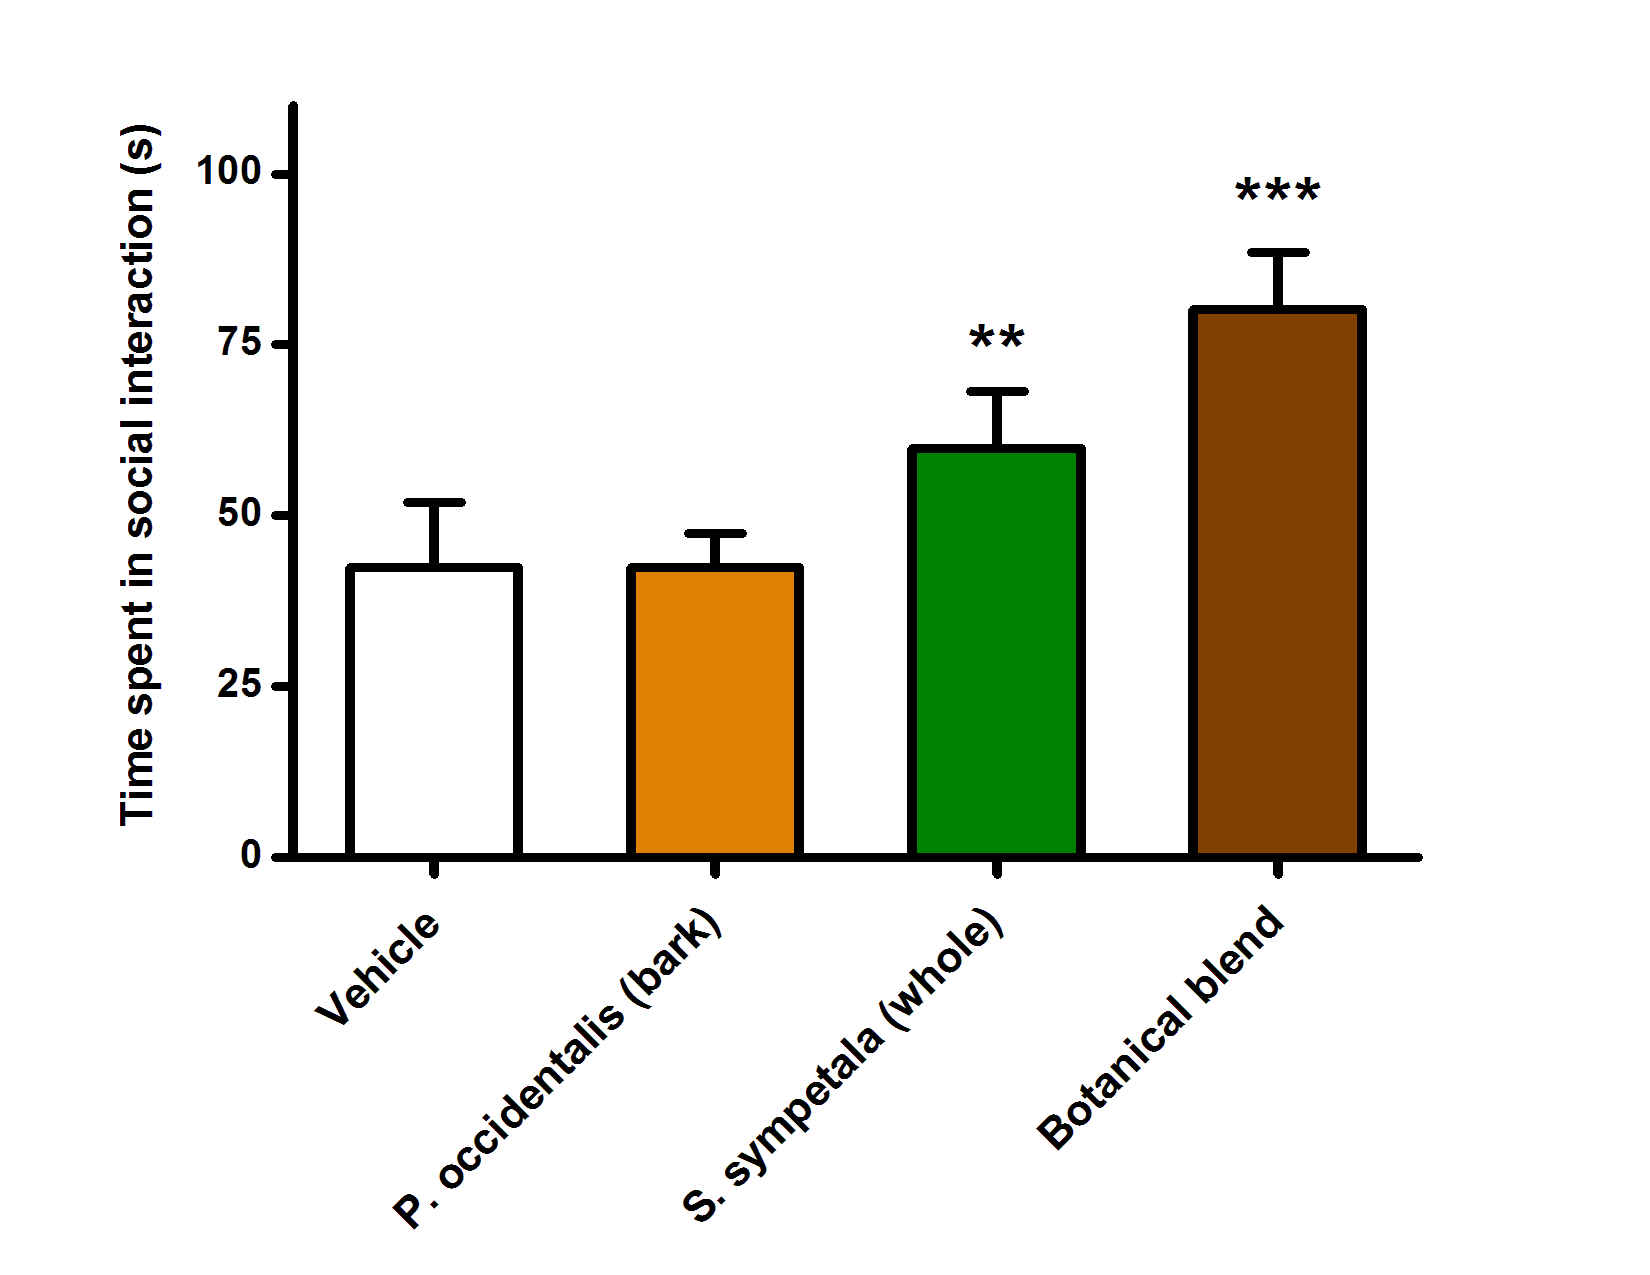 Time spent in social interaction (s)
100
75
50
25
0
***
**
Vehicle
P. occidentalis (bark)
S. sympetala (whole)
Botanical blend